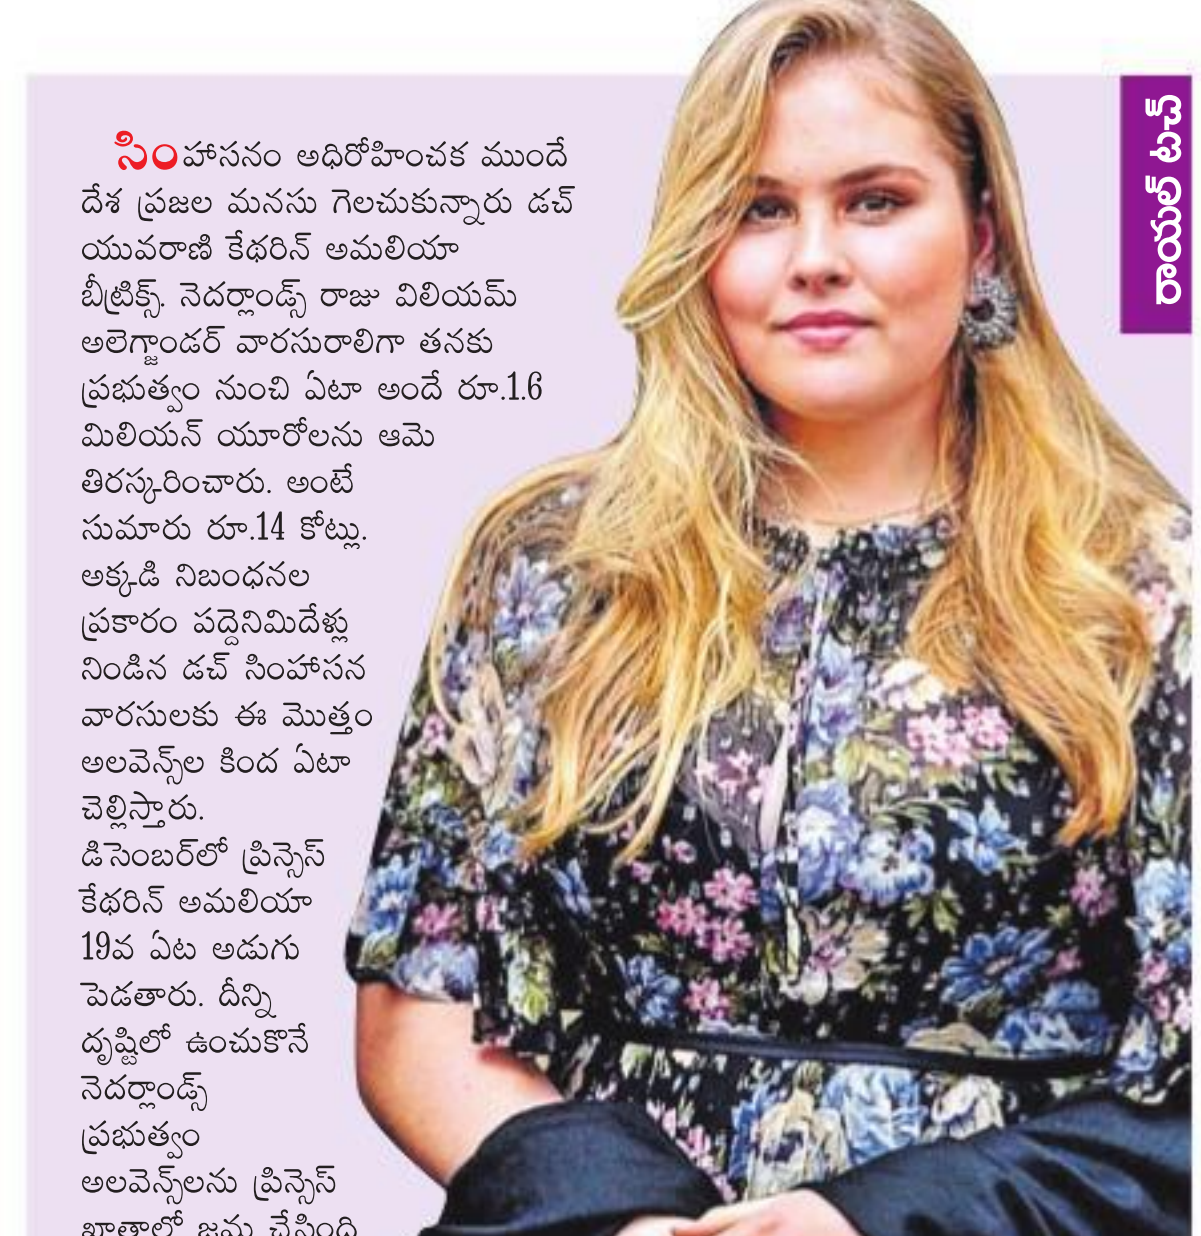 రాయల్ టచ్
సింహాసనం అధిరోహించక ముందే
దేశ ప్రజల మనసు గెలచుకున్నారు డచ్
యువరాణి కేథరిన్ అమలియా
బీట్రిక్స్. నెదర్లాండ్స్ రాజు విలియమ్
అలెగ్జాండర్ వారసురాలిగా తనకు
ప్రభుత్వం నుంచి ఏటా అందే రూ.1.6
మిలియన్ యూరోలను ఆమె
తిరస్కరించారు. అంటే
సుమారు రూ.14 కోట్లు.
అక్కడి నిబంధనల
ప్రకారం పద్దెనిమిదేళ్లు
నిండిన డచ్ సింహాసన
వారసులకు ఈ మొత్తం
అలవెన్స్‌ల కింద ఏటా
చెల్లిస్తారు.
డిసెంబర్‌లో ప్రిన్సెస్
కేథరిన్ అమలియా
19వ ఏట అడుగు
పెడతారు. దీన్ని
దృష్టిలో ఉంచుకొనే
నెదర్లాండ్స్
ప్రభుత్వం
అలవెన్స్‌లను ప్రిన్సెస్
ఖాతాలో జమ చేసింది